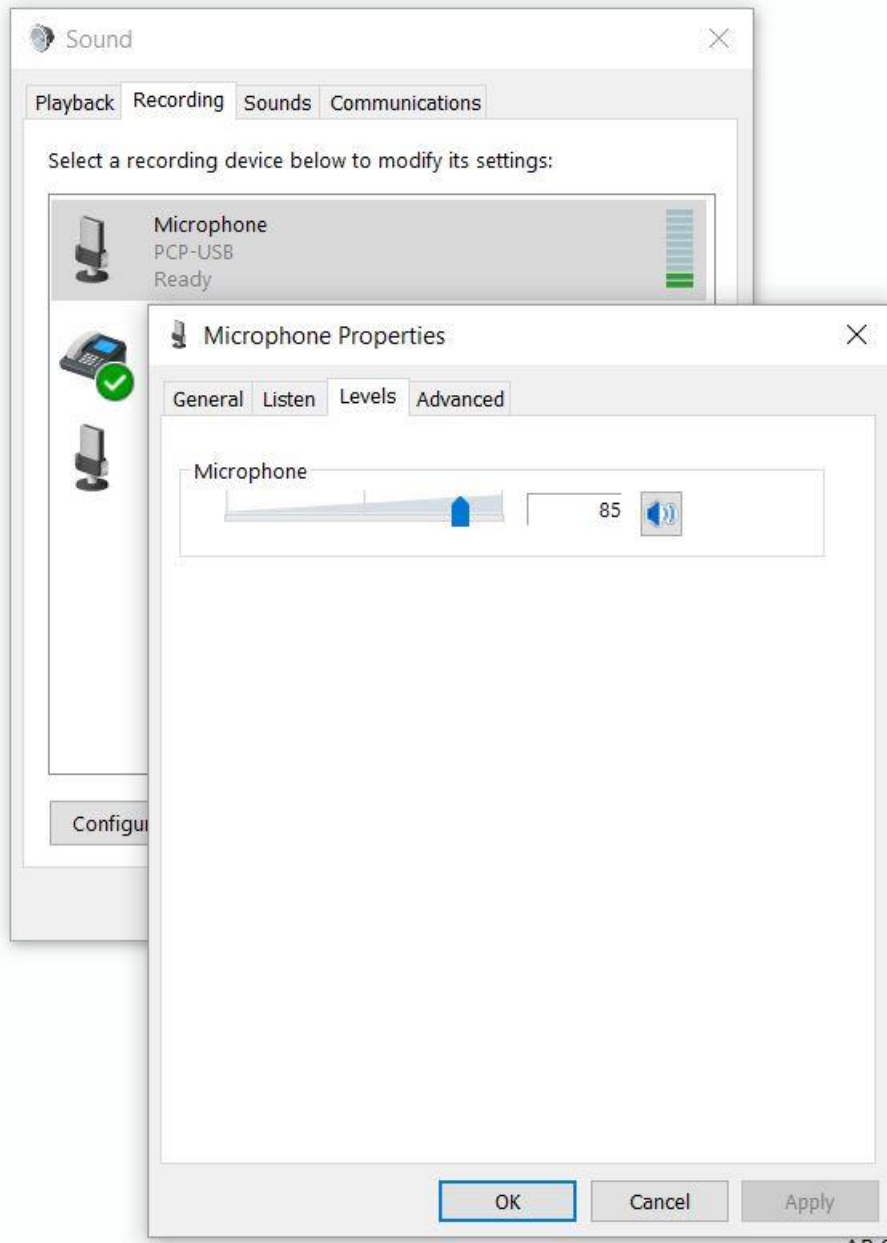 Sound
Playback Recording Sounds Communications
Select a recording device below to modify its settings:
Microphone
PCP-USB
Ready
Microphone Properties
General Listen Levels Advanced
Microphone
85
Configu
OK Cancel Apply